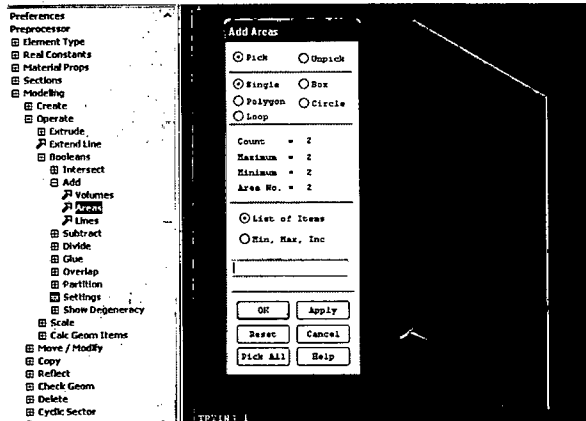 Preferences
Preprocessor
Element Type
Real Constants
Material Props
Sections
Modeling
Create
Operate
Extrude
Extend Line
Booleans
Intersect
Add
Volumes
Areas
Lines
Subtract
Divide
Glue
Overlap
Partition
Settings
Show Degeneracy
Scale
Calc Geom Items
Move / Modify
Copy
Reflect
Check Geom
Delete
Cyclic Sector
Add Areas
Pick Unpick
Single Box
Polygon Circle
Loop
Count = 2
Maximum = 2
Minimum = 2
Area No. = 2
List of Items
Min, Max, Inc
OK Apply
Reset Cancel
Pick All Help